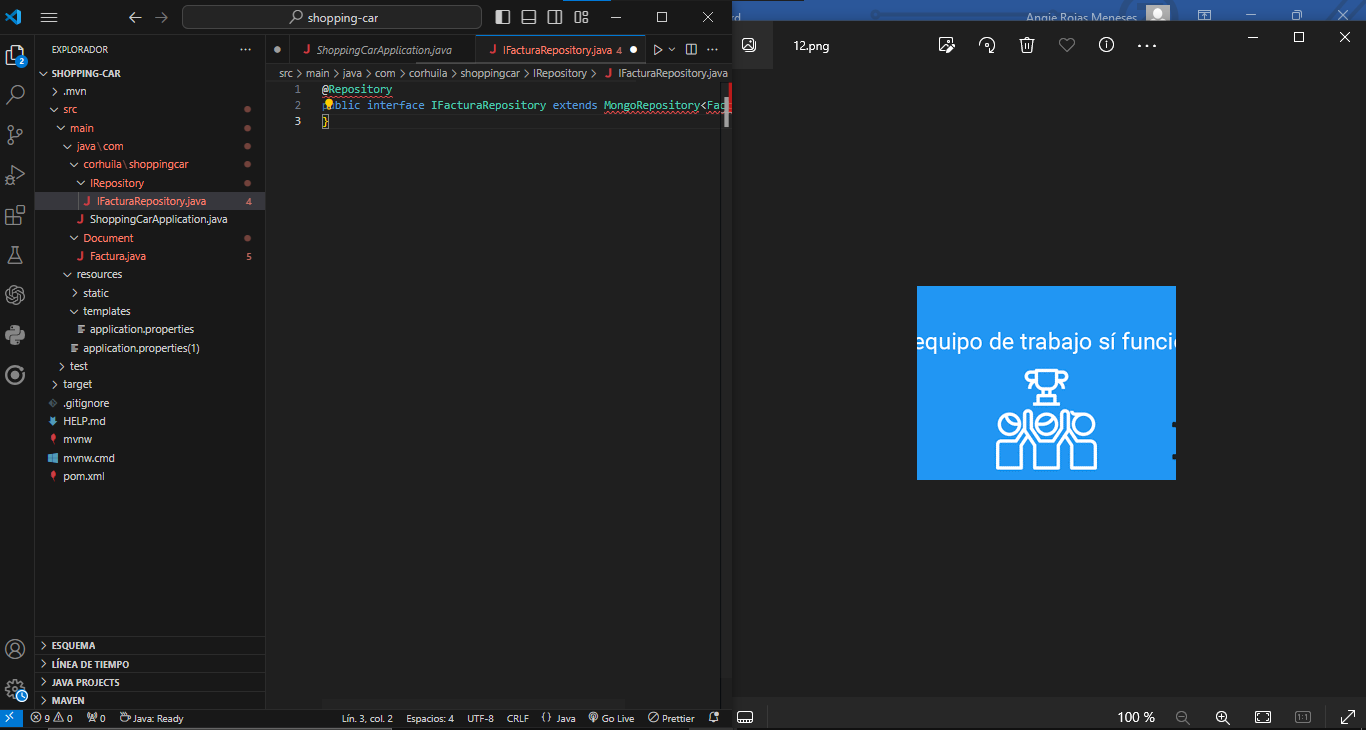 shopping-car
Angie Rojas Meneses
EXPLORADOR
SHOPPING-CAR
.mvn
src
main
java\com
corhuila\shoppingcar
IRepository
IFacturaRepository.java 4
ShoppingCarApplication.java
Document
Factura.java 5
resources
static
templates
application.properties
application.properties(1)
test
target
.gitignore
HELP.md
mvnw
mvnw.cmd
pom.xml
ESQUEMA
LÍNEA DE TIEMPO
JAVA PROJECTS
MAVEN
2
ShoppingCarApplication.java
IFacturaRepository.java 4
src > main > java > com > corhuila > shoppingcar > IRepository > IFacturaRepository.java
1 @Repository
2 public interface IFacturaRepository extends MongoRepository<Fac
3 }
9 0 0 Java: Ready Lín. 3, col. 2 Espacios: 4 UTF-8 CRLF {} Java Go Live Prettier
12.png
equipo de trabajo sí funci
100 %
1:1